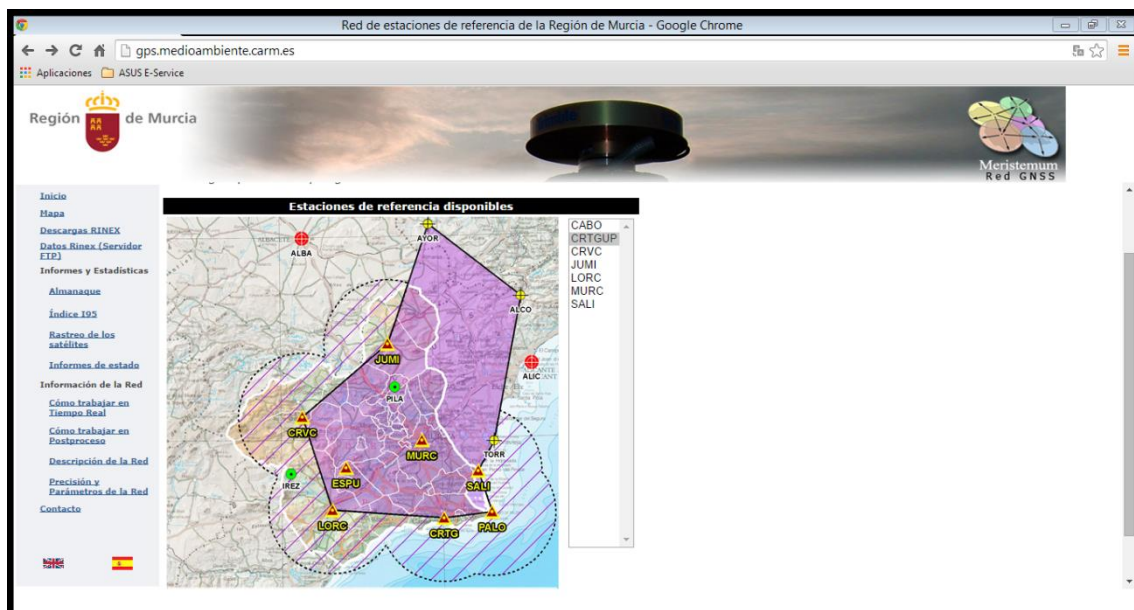 Red de estaciones de referencia de la Región de Murcia - Google Chrome
gps.medioambiente.carm.es
Aplicaciones
ASUS E-Service
Región de Murcia
Meristemum
Red GNSS
Inicio
Mapa
Descargas RINEX
Datos Rinex (Servidor
FTP)
Informes y Estadísticas
Almanaque
Índice I95
Rastreo de los
satélites
Informes de estado
Información de la Red
Cómo trabajar en
Tiempo Real
Cómo trabajar en
Postproceso
Descripción de la Red
Precisión y
Parámetros de la Red
Contacto
Estaciones de referencia disponibles
AYOR
ALBACETE
ALBA
ALCO
JUMI
ALIC
PILA
CRVC
MURC
TORR
ESPU
SALI
IREZ
LORC
CRTG
PALO
CABO
CRTGUP
CRVC
JUMI
LORC
MURC
SALI